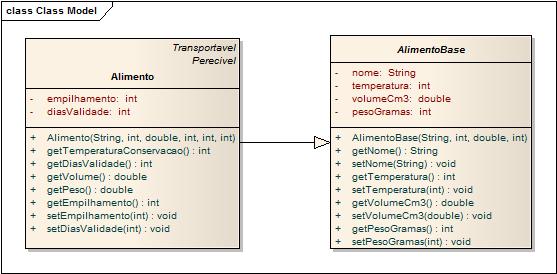 class Class Model
Transportavel
Perecivel
Alimento
- empilhamento: int
- diasValidade: int
+ Alimento(String, int, double, int, int, int)
+ getTemperaturaConservacao() : int
+ getDiasValidade() : int
+ getVolume() : double
+ getPeso() : double
+ getEmpilhamento() : int
+ setEmpilhamento(int) : void
+ setDiasValidade(int) : void
AlimentoBase
- nome: String
- temperatura: int
- volumeCm3: double
- pesoGramas: int
+ AlimentoBase(String, int, double, int)
+ getNome() : String
+ setNome(String) : void
+ getTemperatura() : int
+ setTemperatura(int) : void
+ getVolumeCm3() : double
+ setVolumeCm3(double) : void
+ getPesoGramas() : int
+ setPesoGramas(int) : void